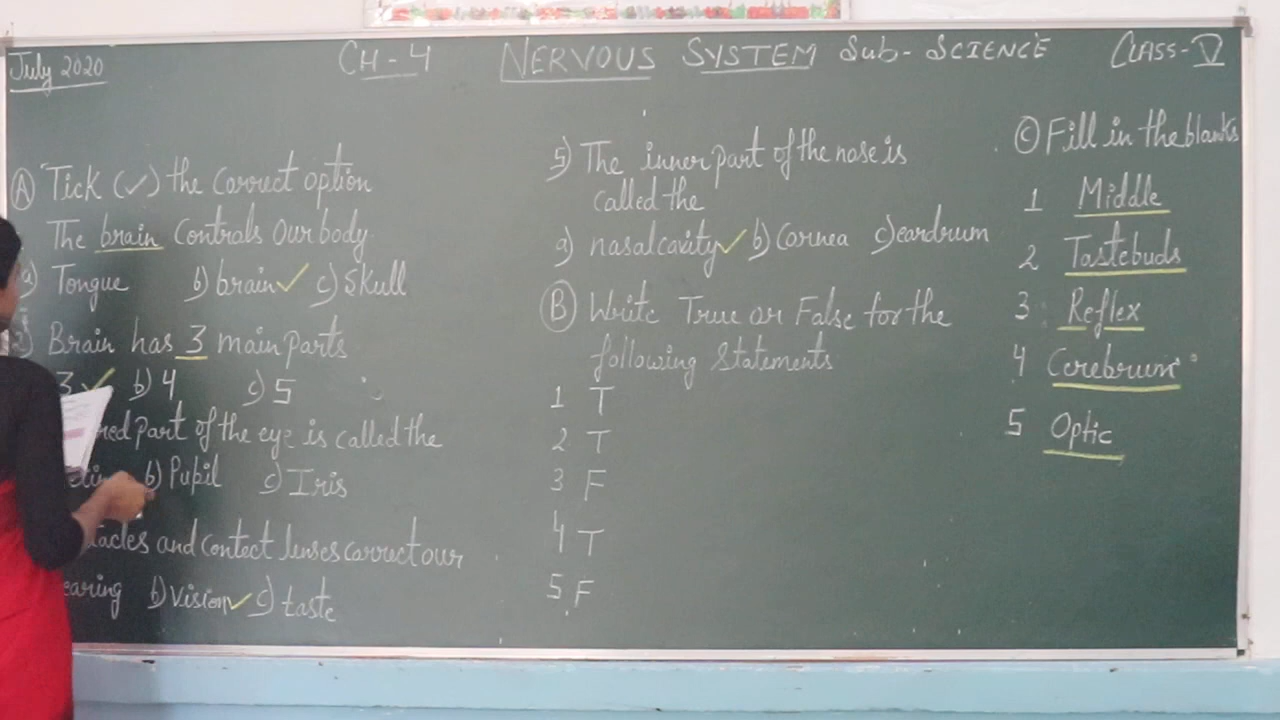 July 2020
CH - 4 NERVOUS SYSTEM Sub- SCIENCE CLASS-V
Ⓐ Tick (✓) the Correct option
The brain Controls Our body.
a) Tongue b) brain ✓ c) Skull
2) Brain has 3 main parts
3 ✓ b) 4 c) 5
red part of the eye is called the
b) Pupil c) Iris
tacles and contect lenses carrect our
earing b) vision ✓ c) taste
5) The inner part of the nose is
called the
a) nasal cavity ✓ b) Cornea c) eardrum
Ⓑ Write True or False for the
following Statements
1 T
2 T
3 F
4 T
5 F
Ⓒ Fill in the blanks
1 Middle
2 Tastebuds
3 Reflex
4 Cerebrum
5 Optic